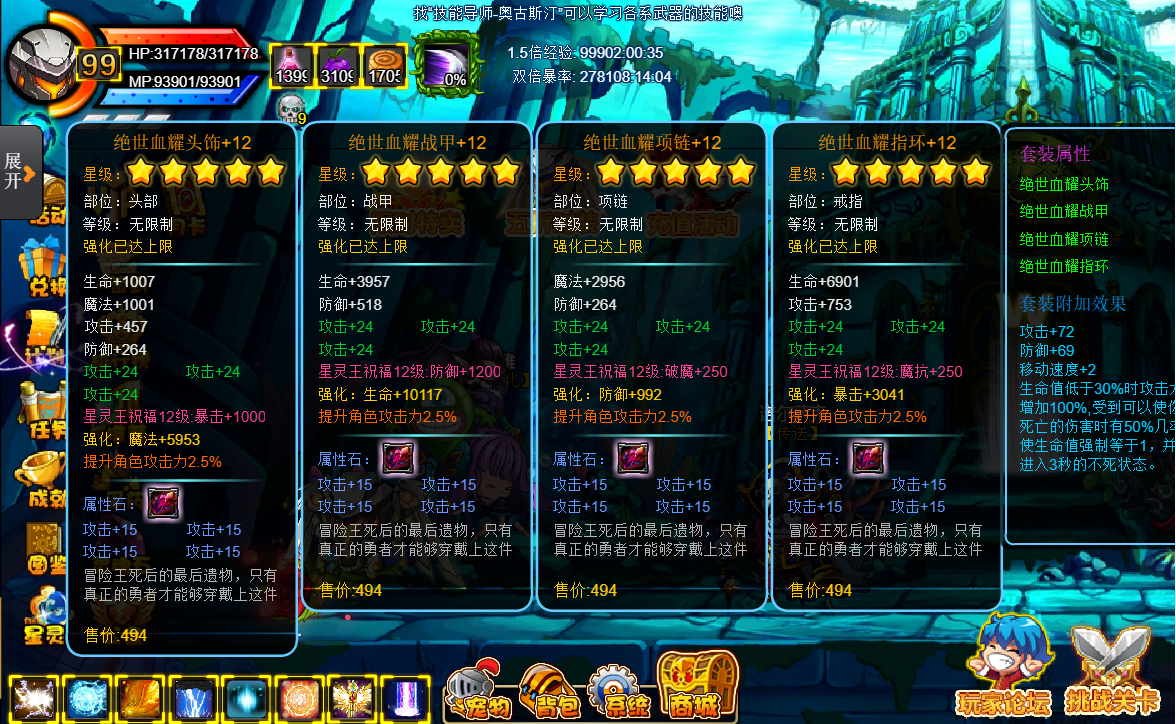 找“技能导师-奥古斯汀”可以学习各系武器的技能噢
99
HP:317178/317178
MP:93901/93901
1399
3109
1705
0%
1.5倍经验: 99902:00:35
双倍暴率: 278108:14:04
9
展开
活动
兑换
任务
成就
图鉴
星灵
绝世血耀头饰+12
星级：
部位：头部
等级：无限制
强化已达上限
生命+1007
魔法+1001
攻击+457
防御+264
攻击+24 攻击+24
攻击+24
星灵王祝福12级:暴击+1000
强化：魔法+5953
提升角色攻击力2.5%
属性石：
攻击+15 攻击+15
攻击+15 攻击+15
冒险王死后的最后遗物，只有
真正的勇者才能够穿戴上这件
售价:494
绝世血耀战甲+12
星级：
部位：战甲
等级：无限制
强化已达上限
生命+3957
防御+518
攻击+24 攻击+24
攻击+24
星灵王祝福12级:防御+1200
强化：生命+10117
提升角色攻击力2.5%
属性石：
攻击+15 攻击+15
攻击+15 攻击+15
冒险王死后的最后遗物，只有
真正的勇者才能够穿戴上这件
售价:494
绝世血耀项链+12
星级：
部位：项链
等级：无限制
强化已达上限
魔法+2956
防御+264
攻击+24 攻击+24
攻击+24
星灵王祝福12级:破魔+250
强化：防御+992
提升角色攻击力2.5%
属性石：
攻击+15 攻击+15
攻击+15 攻击+15
冒险王死后的最后遗物，只有
真正的勇者才能够穿戴上这件
售价:494
绝世血耀指环+12
星级：
部位：戒指
等级：无限制
强化已达上限
生命+6901
攻击+753
攻击+24 攻击+24
攻击+24
星灵王祝福12级:魔抗+250
强化：暴击+3041
提升角色攻击力2.5%
属性石：
攻击+15 攻击+15
攻击+15 攻击+15
冒险王死后的最后遗物，只有
真正的勇者才能够穿戴上这件
售价:494
套装属性
绝世血耀头饰
绝世血耀战甲
绝世血耀项链
绝世血耀指环
套装附加效果
攻击+72
防御+69
移动速度+2
生命值低于30%时攻击
增加100%,受到可以使
死亡的伤害时有50%几
使生命值强制等于1，并
进入3秒的不死状态。
宠物
背包
系统
商城
玩家论坛
挑战关卡